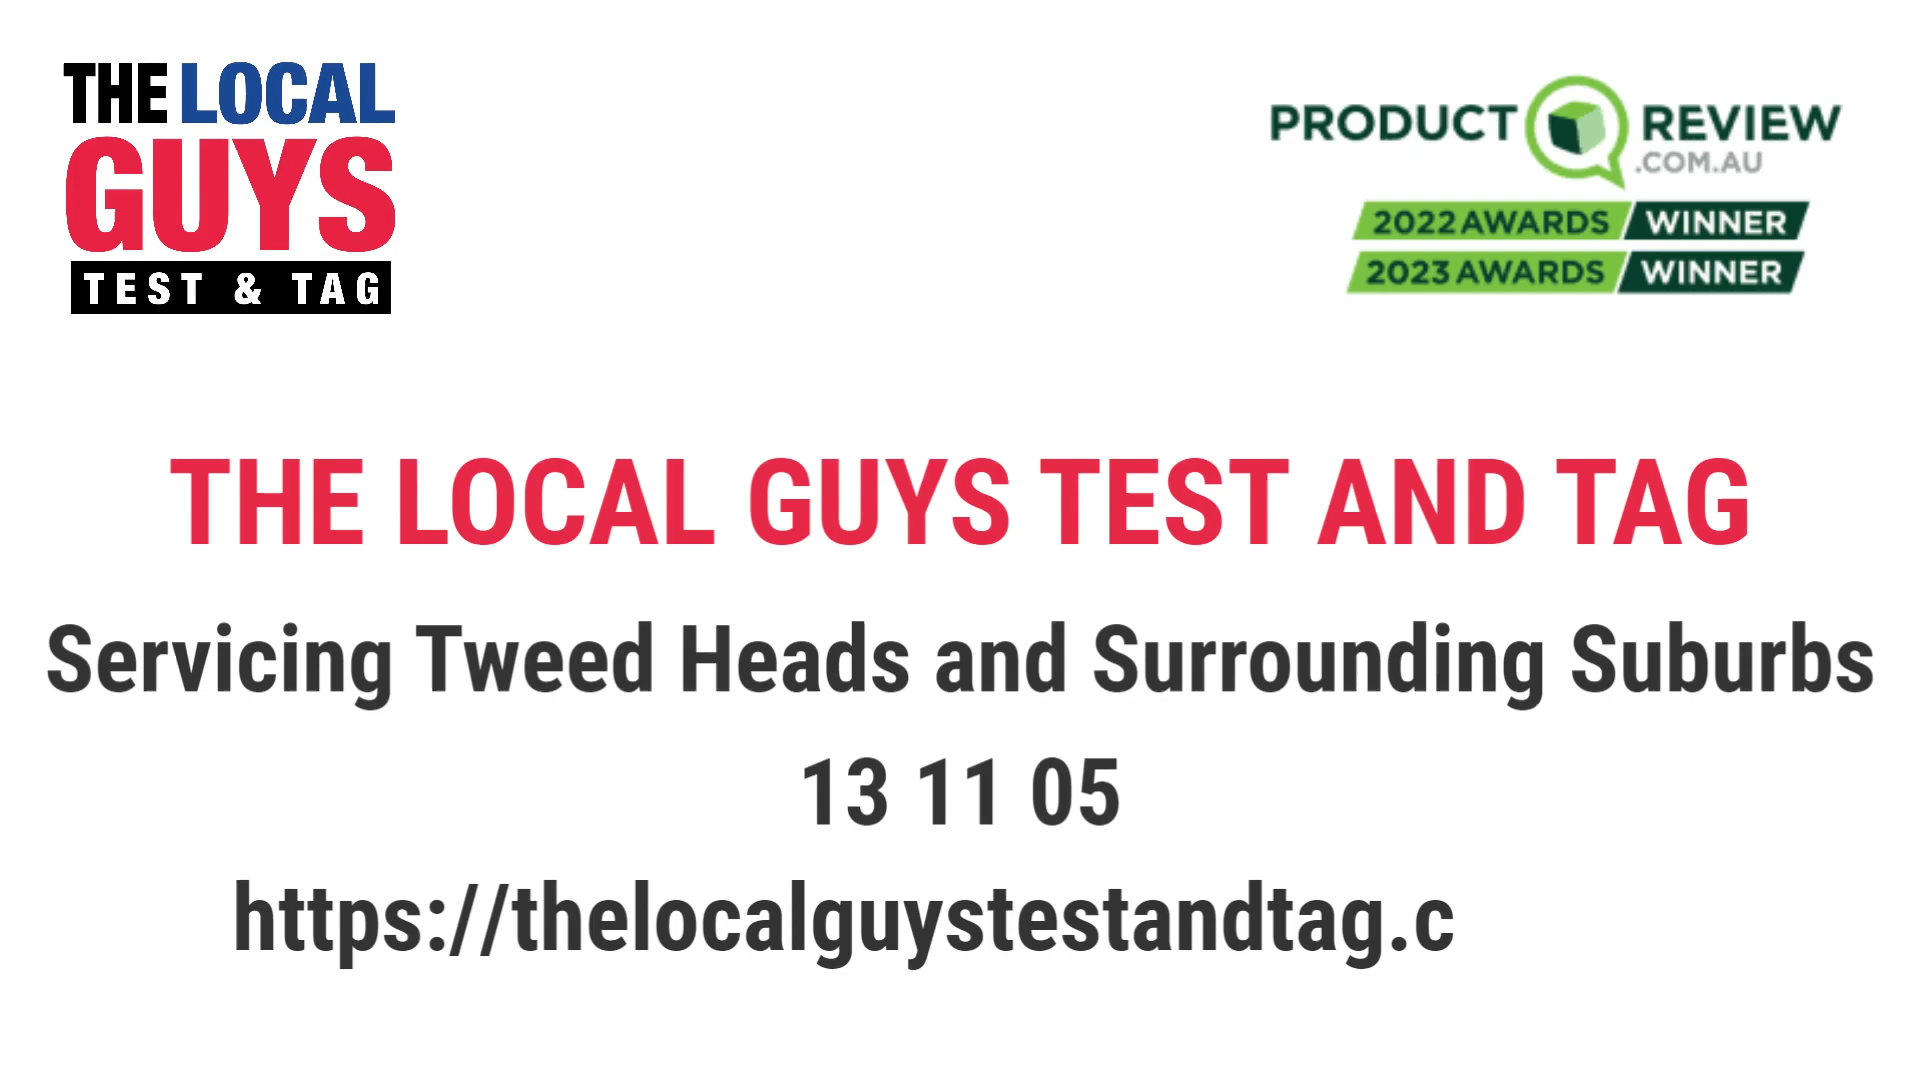 THE LOCAL
GUYS
TEST & TAG
PRODUCT REVIEW
.COM.AU
2022 AWARDS WINNER
2023 AWARDS WINNER
THE LOCAL GUYS TEST AND TAG
Servicing Tweed Heads and Surrounding Suburbs
13 11 05
https://thelocalguystestandtag.c